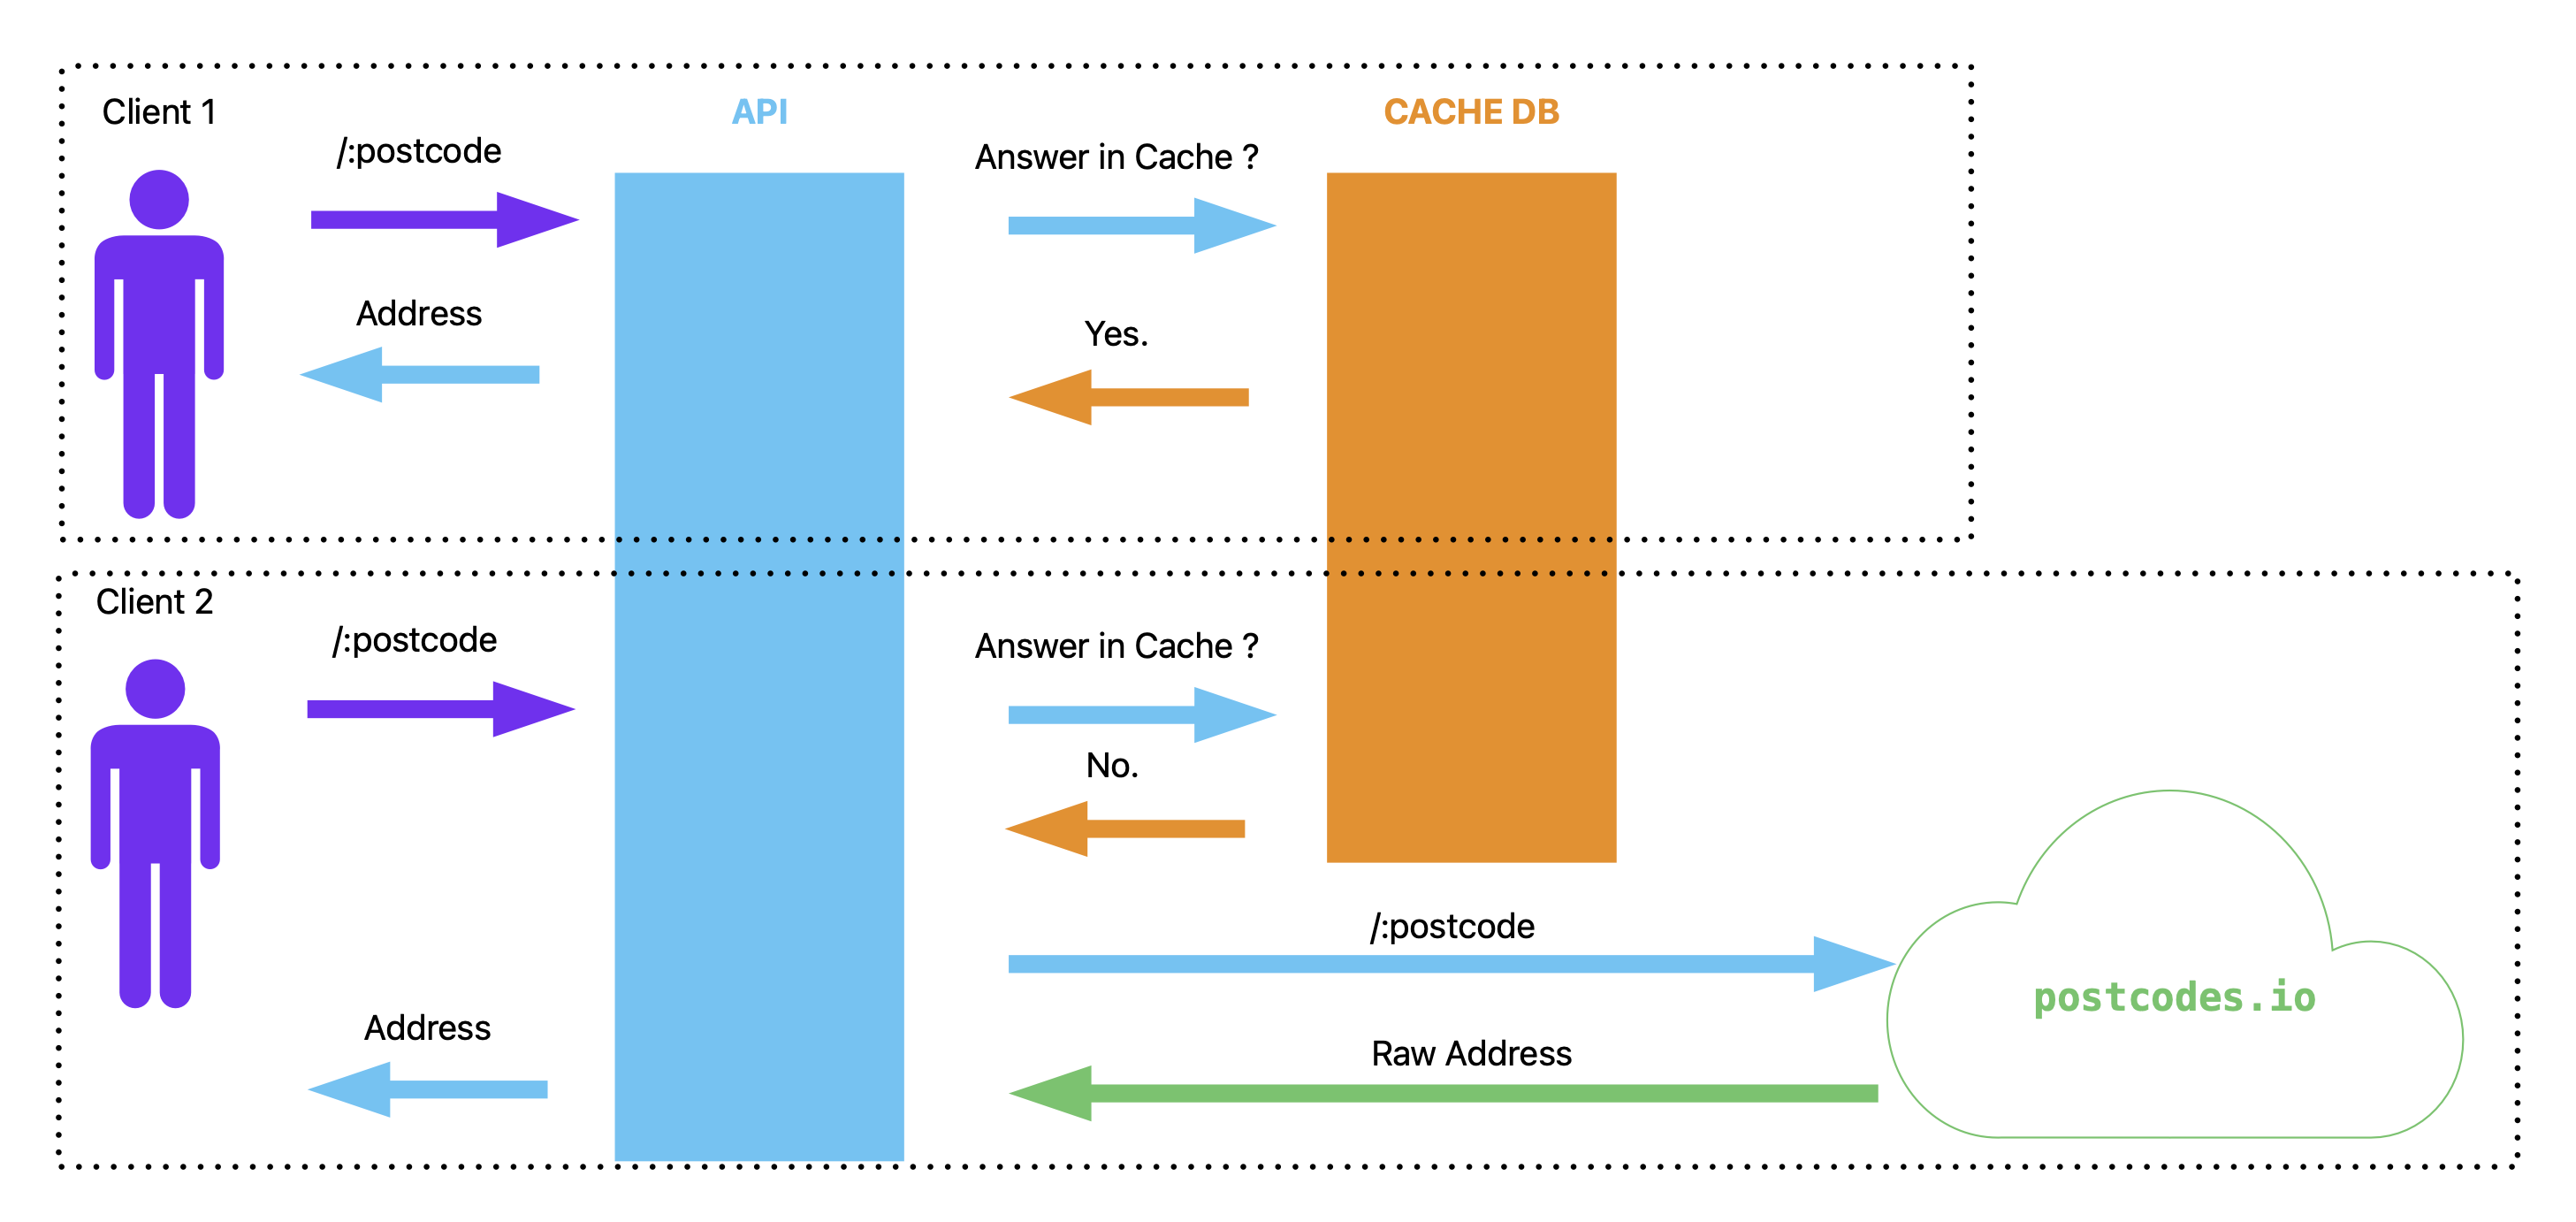 Client 1
API
CACHE DB
/:postcode
Answer in Cache ?
Address
Yes.
Client 2
/:postcode
Answer in Cache ?
No.
/:postcode
postcodes.io
Address
Raw Address